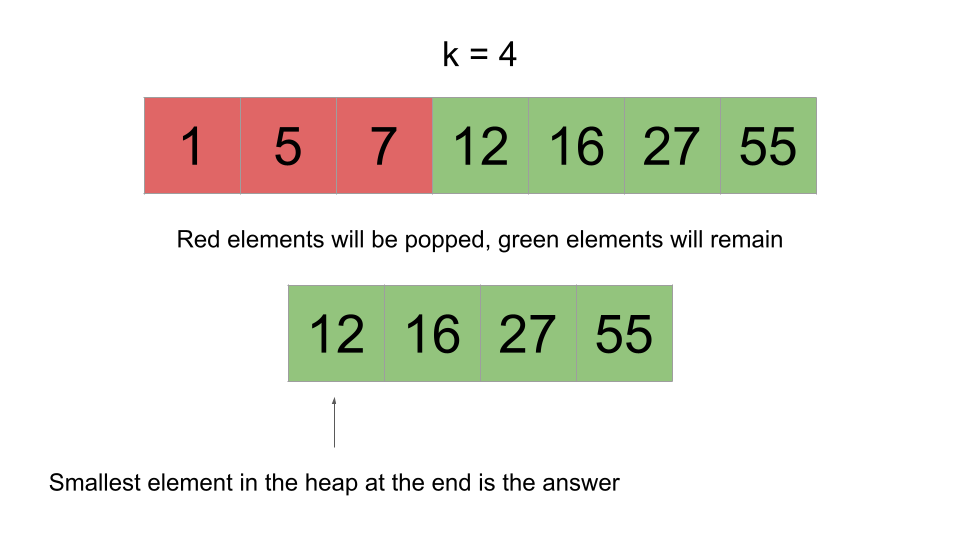 k = 4
1 5 7 12 16 27 55
Red elements will be popped, green elements will remain
12 16 27 55
Smallest element in the heap at the end is the answer